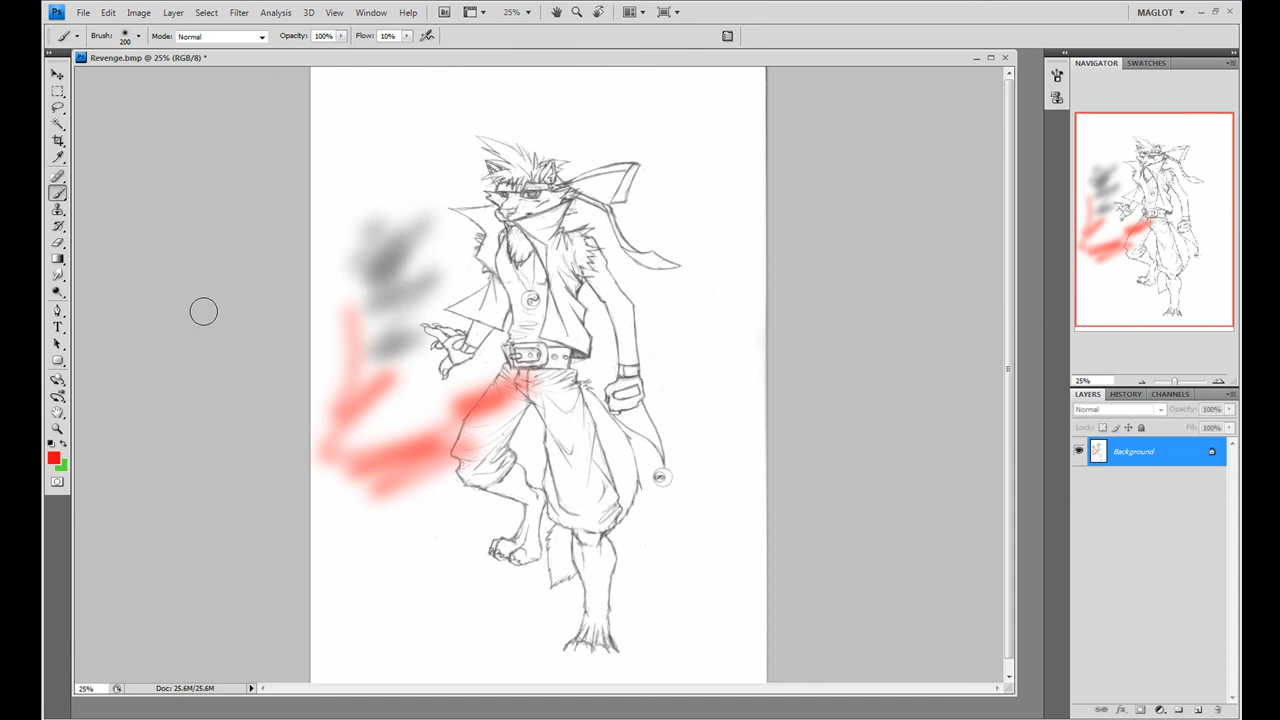 Ps File Edit Image Layer Select Filter Analysis 3D View Window Help Br 25% MAGLOT
Brush: 200 Mode: Normal Opacity: 100% Flow: 10%
Ps Revenge.bmp @ 25% (RGB/8) *
NAVIGATOR SWATCHES
25%
LAYERS HISTORY CHANNELS
Normal Opacity: 100%
Lock: Fill: 100%
Background
25% Doc: 25.6M/25.6M